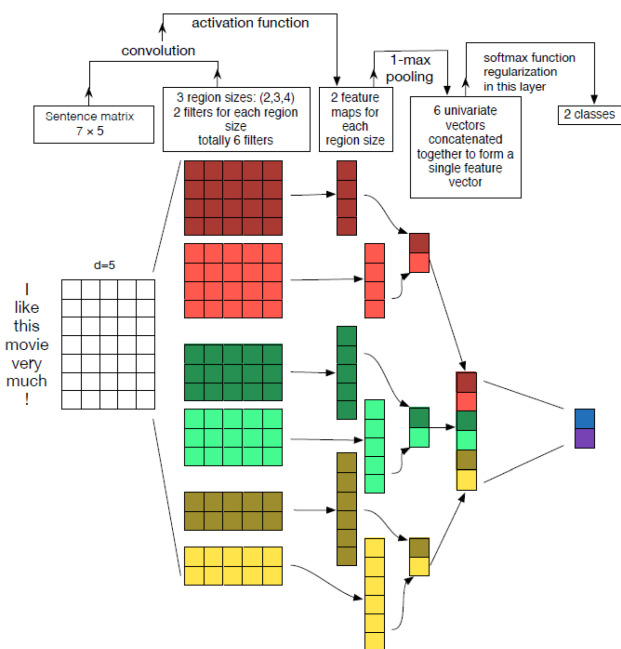 activation function
convolution
1-max
pooling
softmax function
regularization
in this layer
Sentence matrix
7 × 5
3 region sizes: (2,3,4)
2 filters for each region
size
totally 6 filters
2 feature
maps for
each
region size
6 univariate
vectors
concatenated
together to form a
single feature
vector
2 classes
d=5
I
like
this
movie
very
much
!